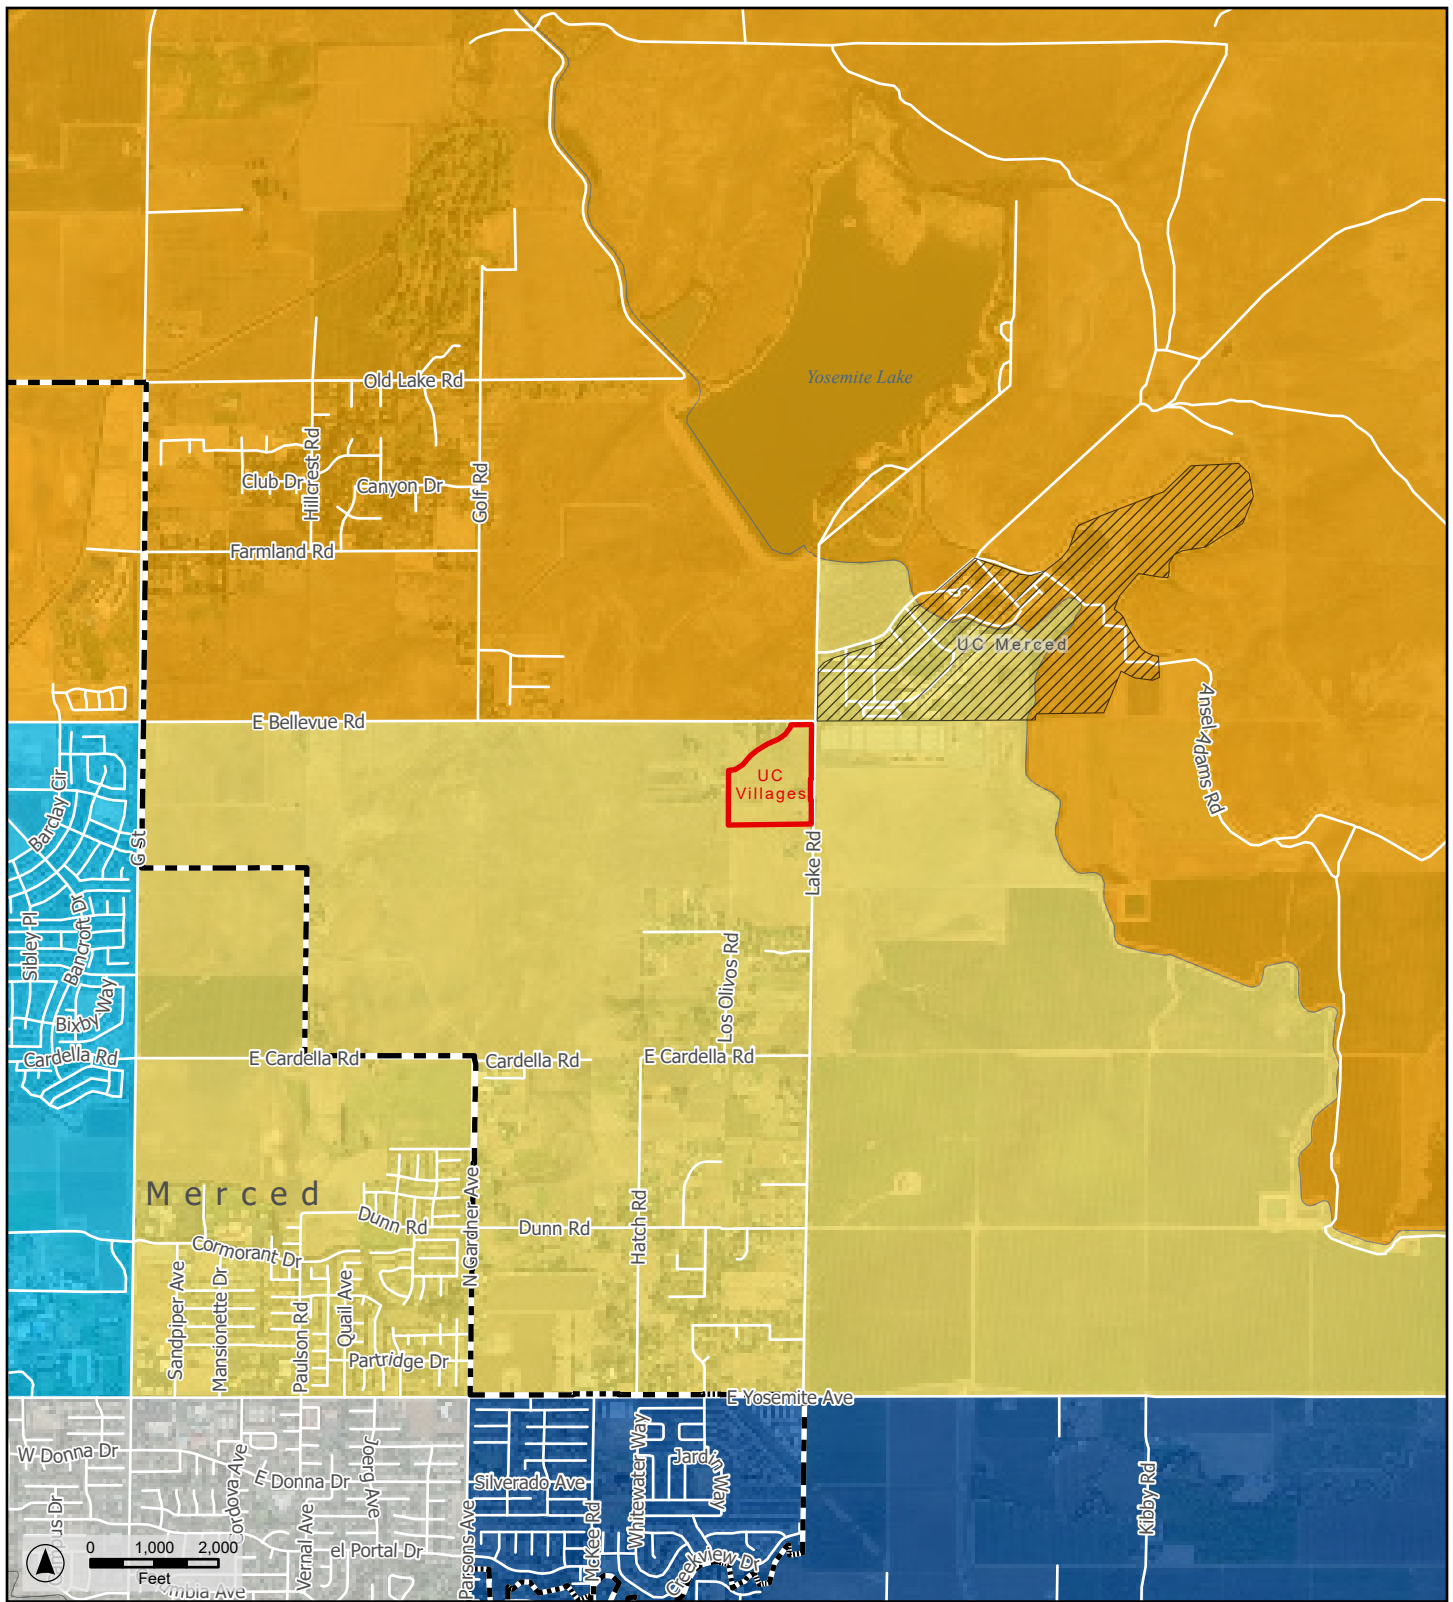 Yosemite Lake
Old Lake Rd
Hillcrest Rd
Club Dr
Canyon Dr
Golf Rd
Farmland Rd
UC Merced
Ansel Adams Rd
E Bellevue Rd
UC
Villages
Barclay Cir
G St
Lake Rd
Sibley Pl
Bancroft Dr
Los Olivos Rd
Bixby Way
Cardella Rd
E Cardella Rd
Cardella Rd
E Cardella Rd
Merced
N Gardner Ave
Hatch Rd
Dunn Rd
Dunn Rd
Cormorant Dr
Sandpiper Ave
Mansionette Dr
Paulson Rd
Quail Ave
Partridge Dr
E Yosemite Ave
W Donna Dr
Cordova Ave
E Donna Dr
Joerg Ave
Silverado Ave
Whitewater Way
Jardin Way
Kibby Rd
Vernal Ave
el Portal Dr
Parsons Ave
McKee Rd
Creekview Dr
0 1,000 2,000
Feet